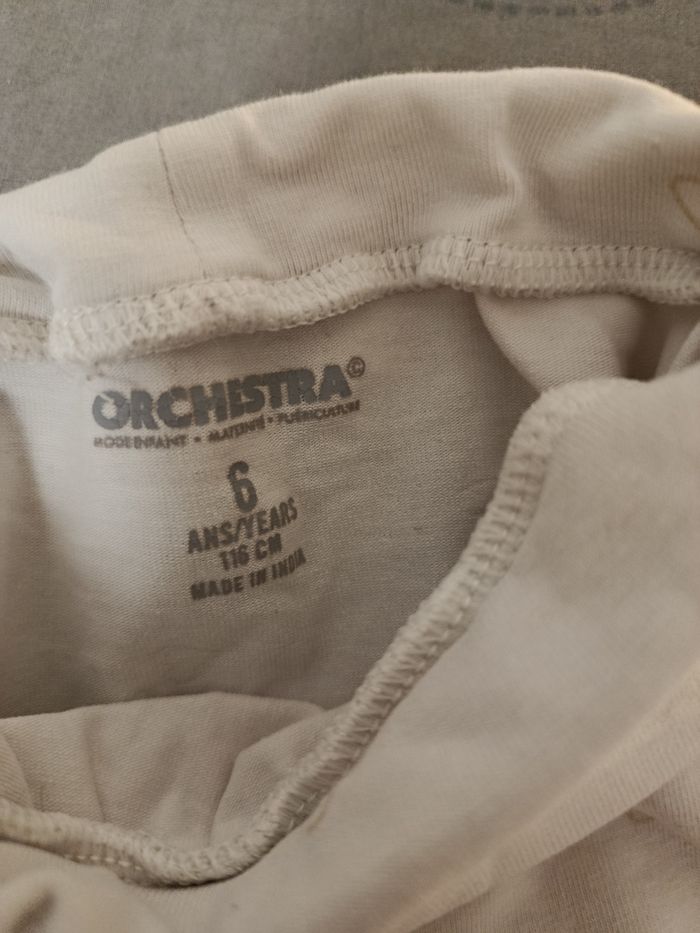 ORCHESTRA©
MODE ENFANT • MATERNITÉ • PUÉRICULTURE
6
ANS/YEARS
116 CM
MADE IN INDIA